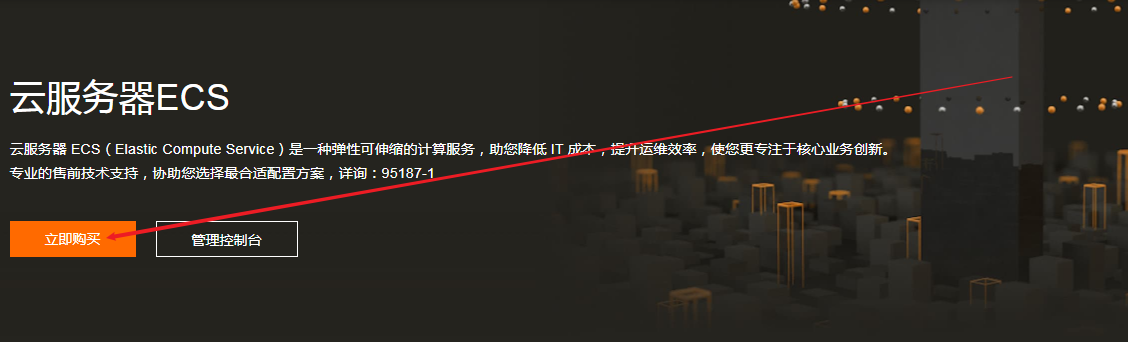 云服务器ECS
云服务器 ECS（Elastic Compute Service）是一种弹性可伸缩的计算服务，助您降低 IT 成本，提升运维效率，使您更专注于核心业务创新。
专业的售前技术支持，协助您选择最合适配置方案，详询：95187-1
立即购买
管理控制台